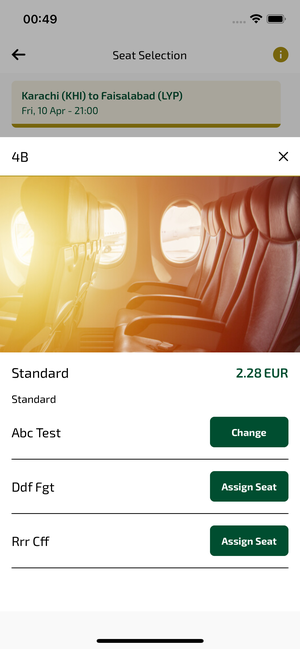 00:49
Seat Selection
Karachi (KHI) to Faisalabad (LYP)
Fri, 10 Apr - 21:00
4B
Standard 2.28 EUR
Standard
Abc Test Change
Ddf Fgt Assign Seat
Rrr Cff Assign Seat